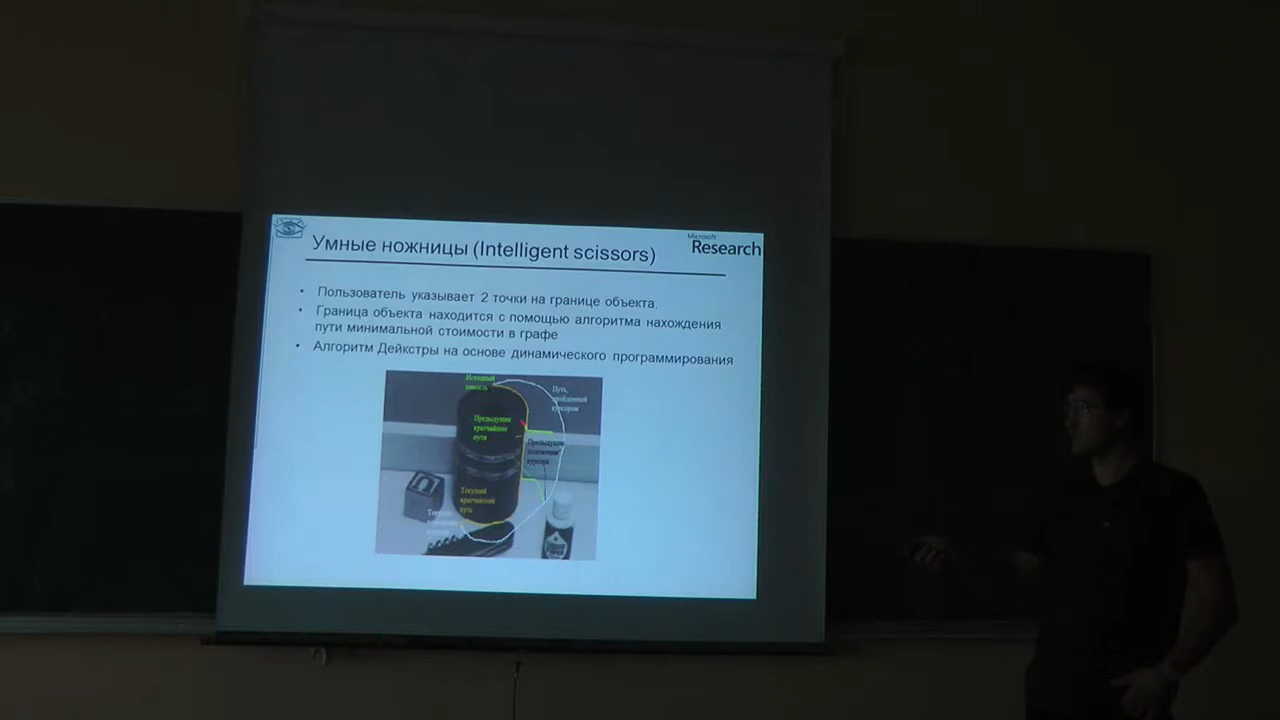 Умные ножницы (Intelligent scissors)
Microsoft
Research
• Пользователь указывает 2 точки на границе объекта.
• Граница объекта находится с помощью алгоритма нахождения
пути минимальной стоимости в графе
• Алгоритм Дейкстры на основе динамического программирования
Исходный
пиксель
Путь,
пройденный
курсором
Предыдущие
кратчайшие
пути
Предыдущие
положения
курсора
Текущий
кратчайший
путь